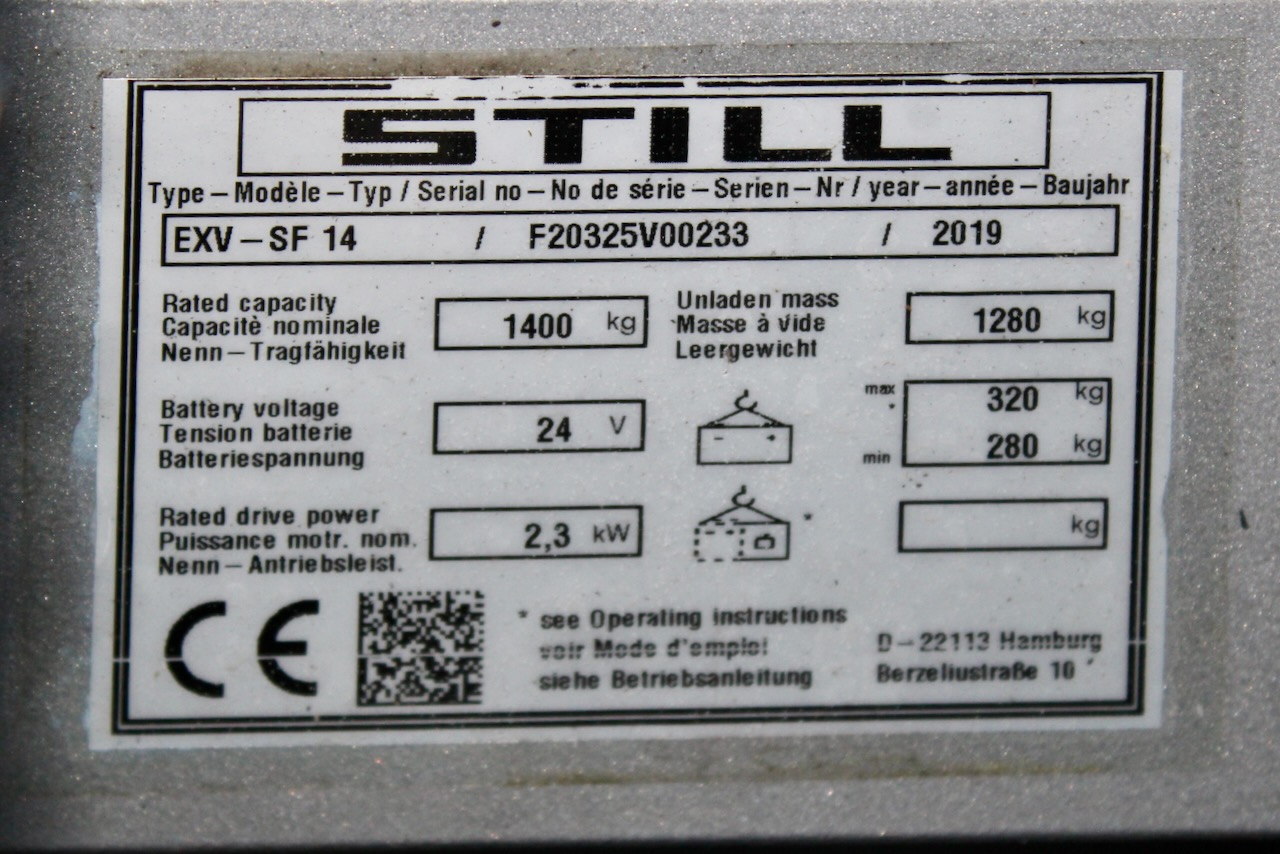 STILL
Type – Modèle – Typ / Serial no – No de série – Serien – Nr / year – année – Baujahr
EXV – SF 14 / F20325V00233 / 2019
Rated capacity
Capacitè nominale
Nenn – Tragfähigkeit
1400 kg
Unladen mass
Masse à vide
Leergewicht
1280 kg
Battery voltage
Tension batterie
Batteriespannung
24 V
- +
max
*
min
320 kg
280 kg
Rated drive power
Puissance motr. nom.
Nenn – Antriebsleist.
2,3 kW
*
kg
CE
* see Operating instructions
voir Mode d'emploi
siehe Betriebsanleitung
D – 22113 Hamburg
Berzeliustraße 10